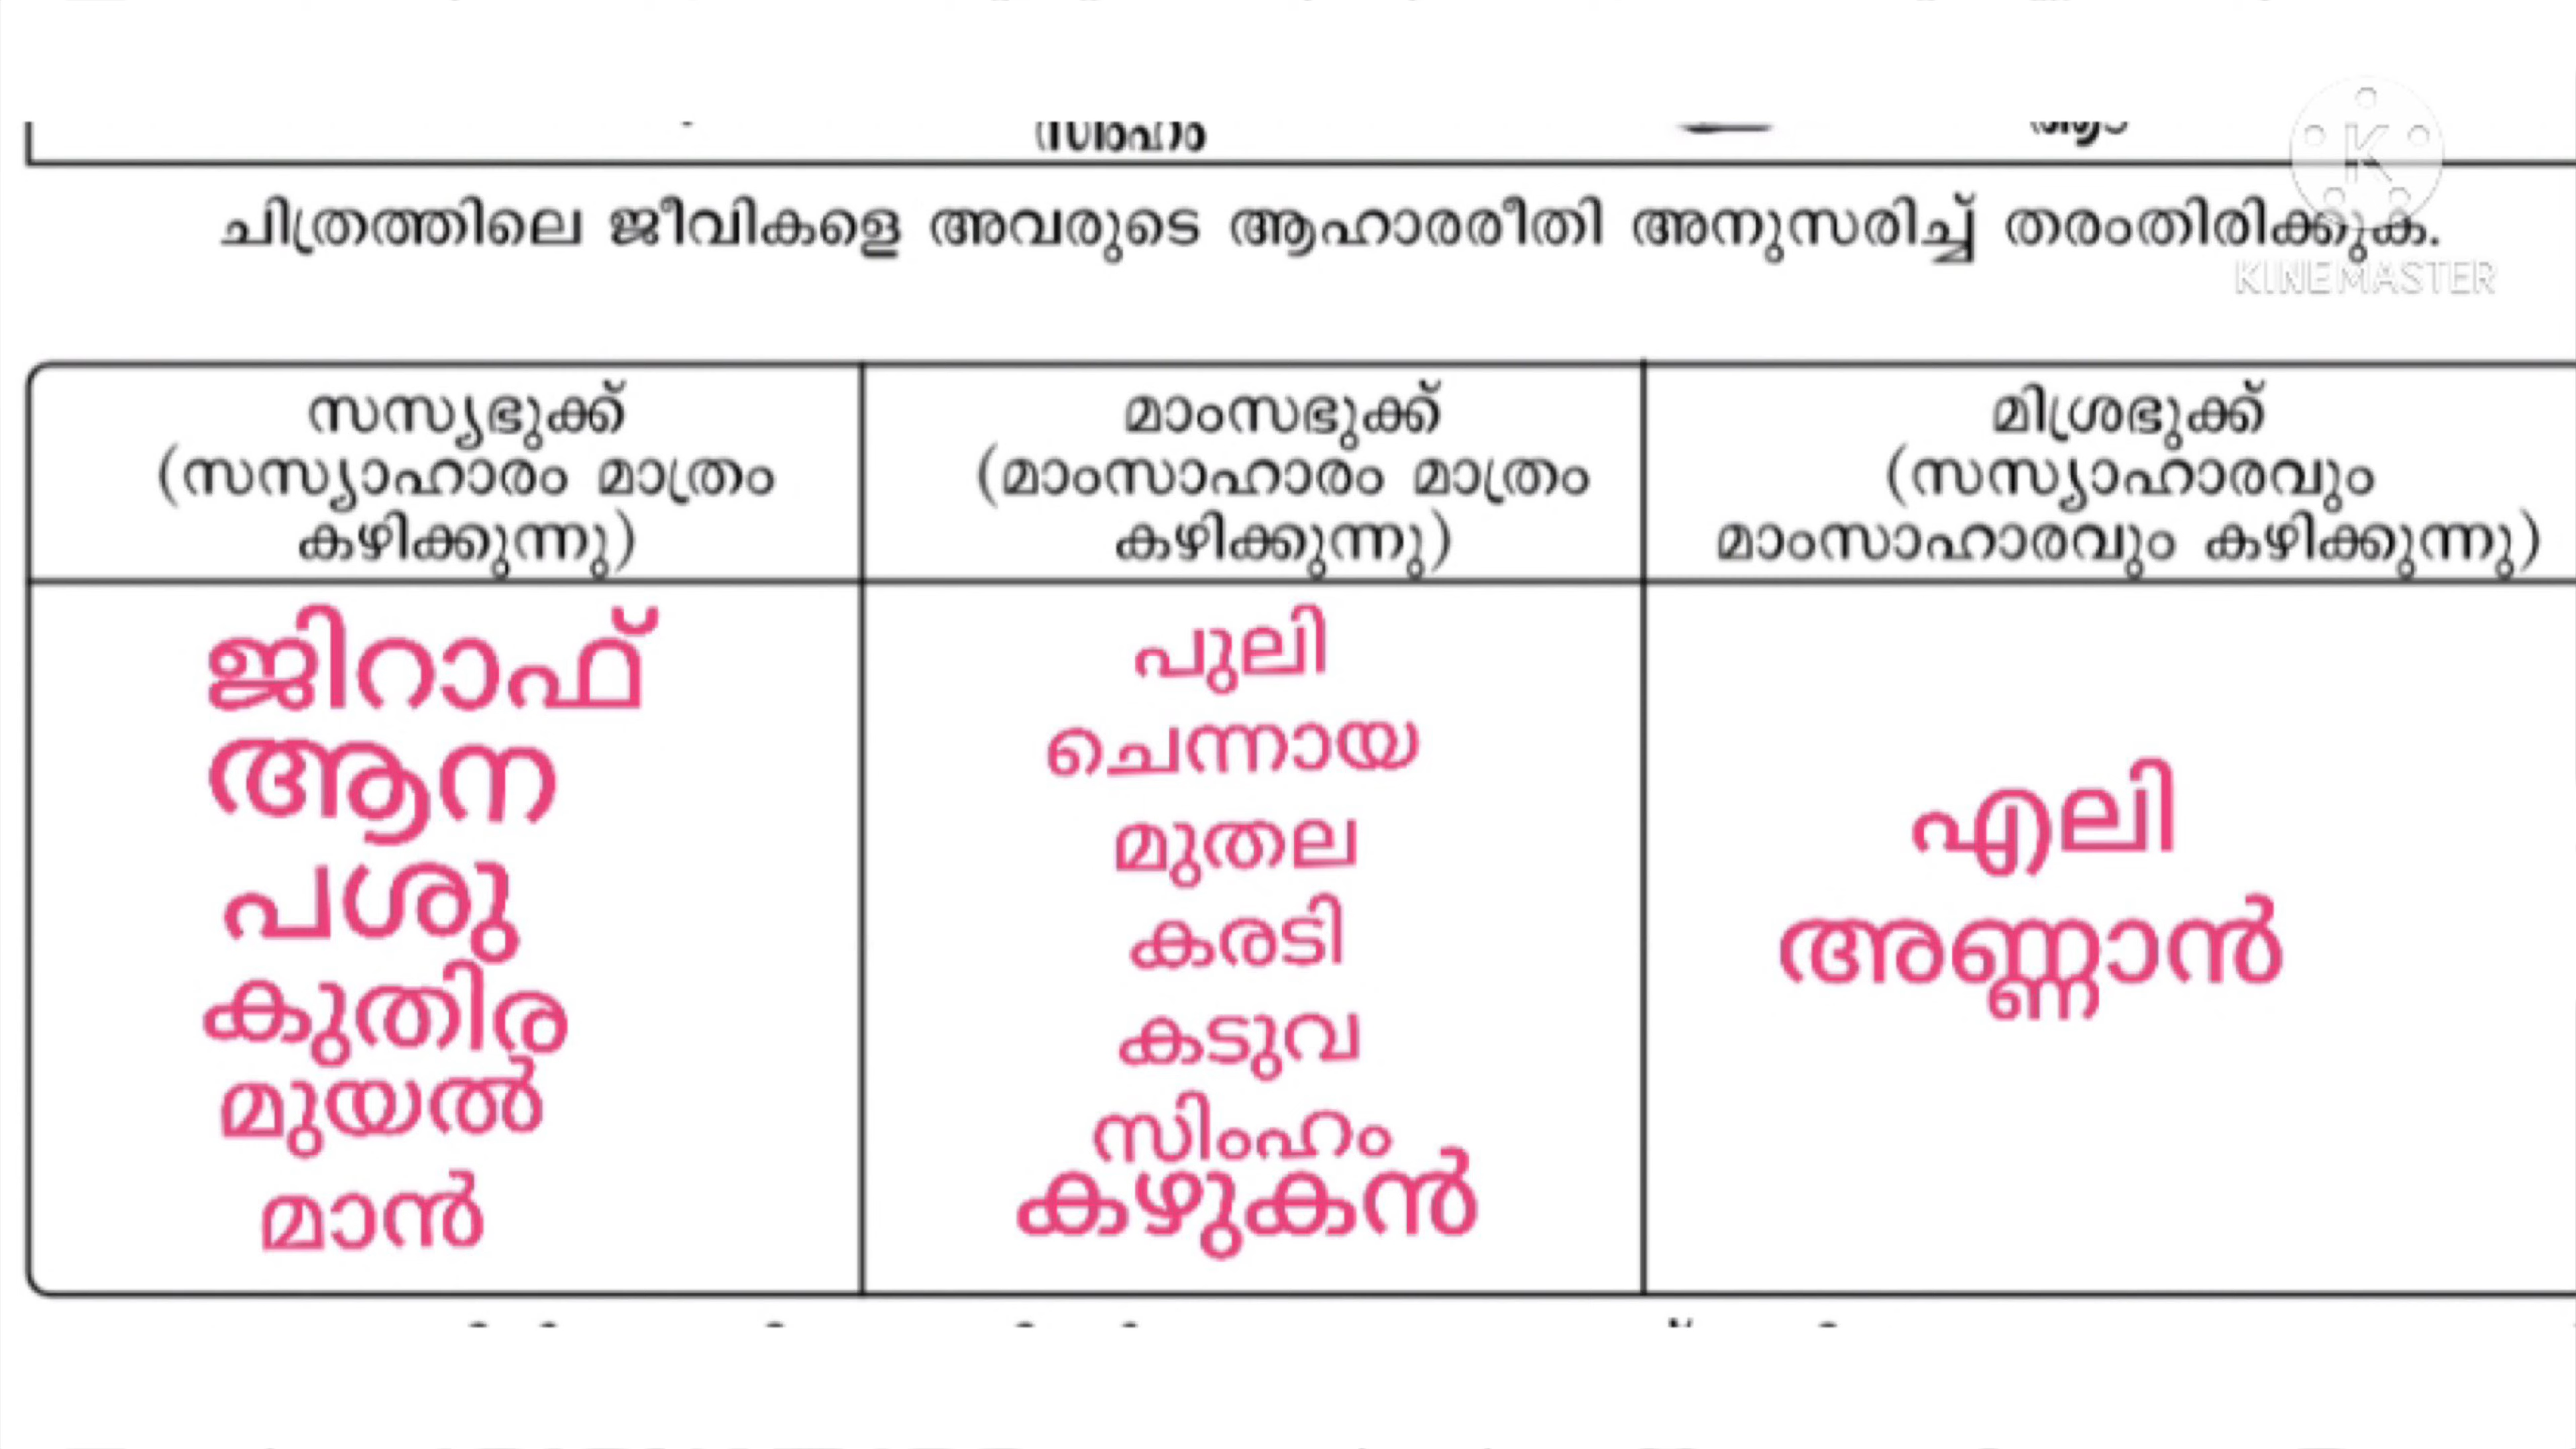 ചിത്രത്തിലെ ജീവികളെ അവരുടെ ആഹാരരീതി അനുസരിച്ച് തരംതിരിക്കുക.
KINEMASTER
സസ്യഭുക്ക്
(സസ്യാഹാരം മാത്രം
കഴിക്കുന്നു)
മാംസഭുക്ക്
(മാംസാഹാരം മാത്രം
കഴിക്കുന്നു)
മിശ്രഭുക്ക്
(സസ്യാഹാരവും
മാംസാഹാരവും കഴിക്കുന്നു)
ജിറാഫ്
ആന
പശു
കുതിര
മുയൽ
മാൻ
പുലി
ചെന്നായ
മുതല
കരടി
കടുവ
സിംഹം
കഴുകൻ
എലി
അണ്ണാൻ